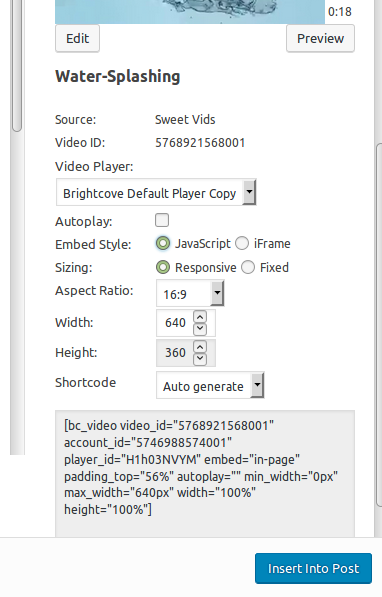 0:18
Edit Preview
Water-Splashing
Source: Sweet Vids
Video ID: 5768921568001
Video Player:
Brightcove Default Player Copy
Autoplay:
Embed Style: JavaScript iFrame
Sizing: Responsive Fixed
Aspect Ratio: 16:9
Width: 640
Height: 360
Shortcode Auto generate
[bc_video video_id="5768921568001"
account_id="5746988574001"
player_id="H1h03NVYM" embed="in-page"
padding_top="56%" autoplay="" min_width="0px"
max_width="640px" width="100%"
height="100%"]
Insert Into Post